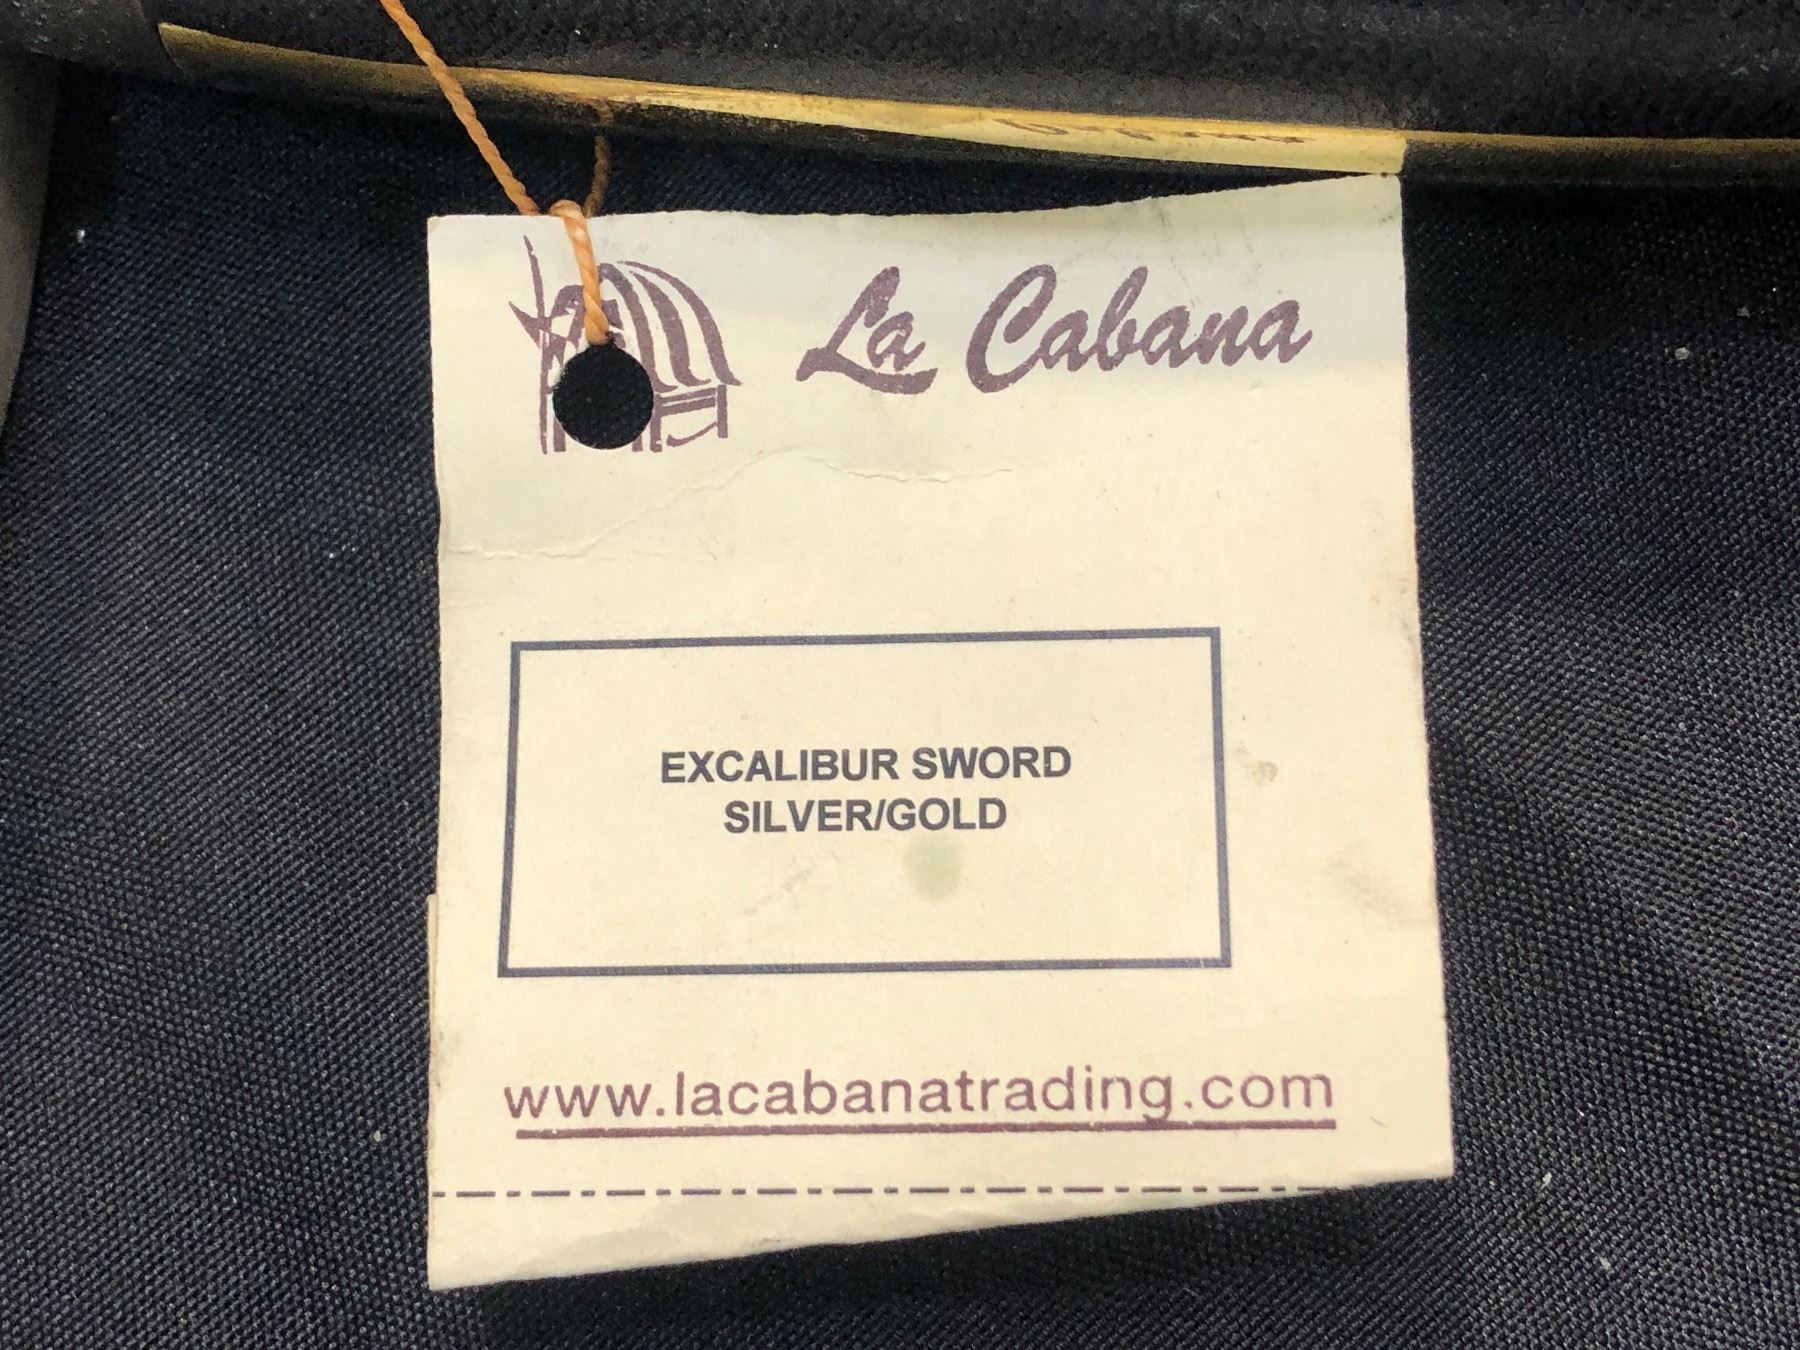 La Cabana
EXCALIBUR SWORD
SILVER/GOLD
www.lacabanatrading.com